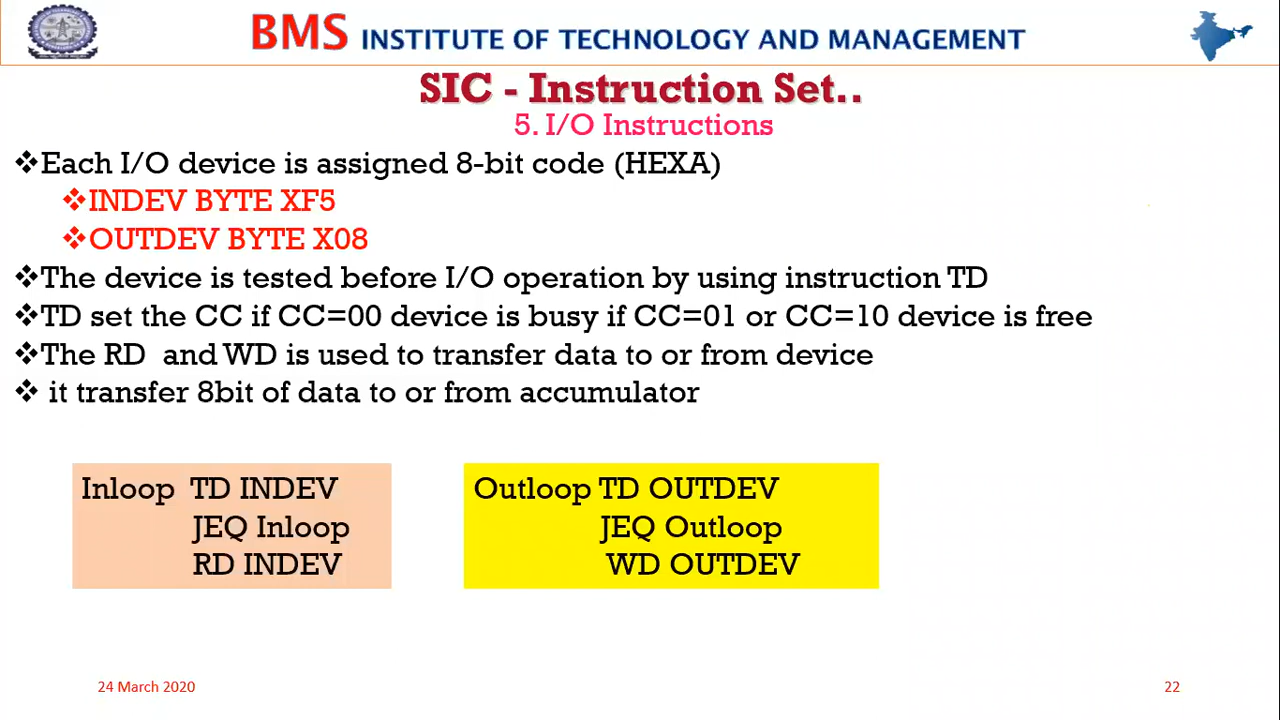 BMS INSTITUTE OF TECHNOLOGY AND MANAGEMENT
SIC - Instruction Set..
5. I/O Instructions
❖Each I/O device is assigned 8-bit code (HEXA)
❖INDEV BYTE XF5
❖OUTDEV BYTE X08
❖The device is tested before I/O operation by using instruction TD
❖TD set the CC if CC=00 device is busy if CC=01 or CC=10 device is free
❖The RD and WD is used to transfer data to or from device
❖ it transfer 8bit of data to or from accumulator
Inloop TD INDEV
JEQ Inloop
RD INDEV
Outloop TD OUTDEV
JEQ Outloop
WD OUTDEV
24 March 2020
22